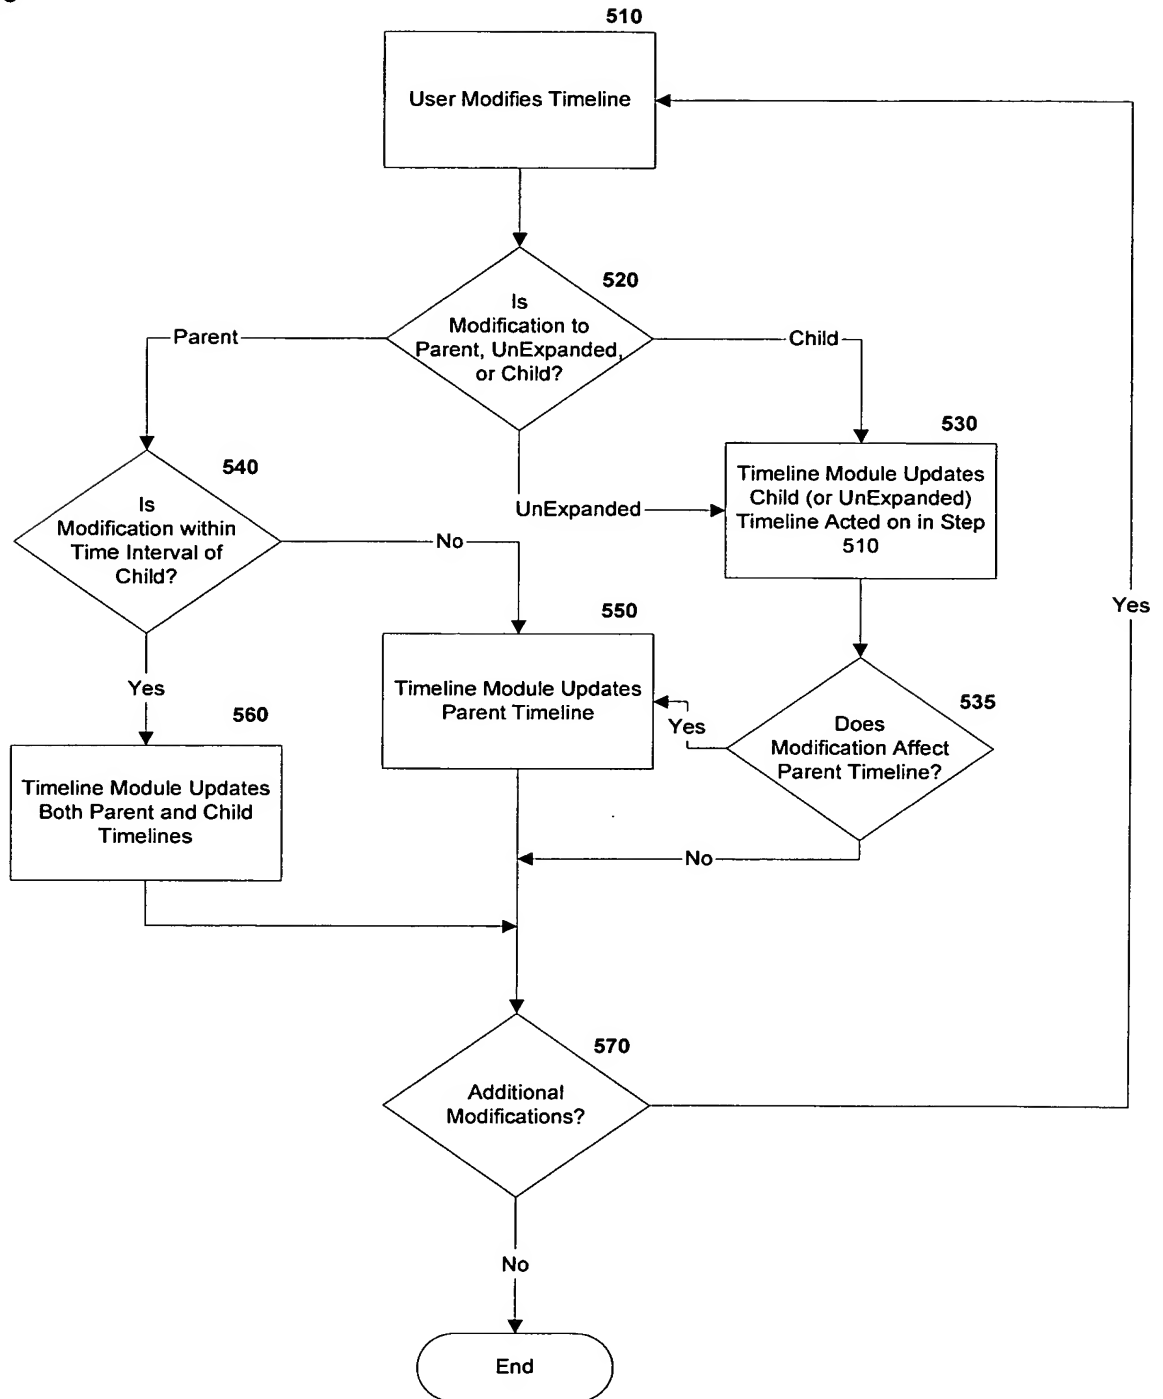 510
User Modifies Timeline
520
Is
Modification to
Parent, UnExpanded,
or Child?
Parent
Child
540
Is
Modification within
Time Interval of
Child?
UnExpanded
530
Timeline Module Updates
Child (or UnExpanded)
Timeline Acted on in Step
510
No
Yes
550
Timeline Module Updates
Parent Timeline
Yes
535
Does
Modification Affect
Parent Timeline?
Yes
560
Timeline Module Updates
Both Parent and Child
Timelines
No
570
Additional
Modifications?
No
End